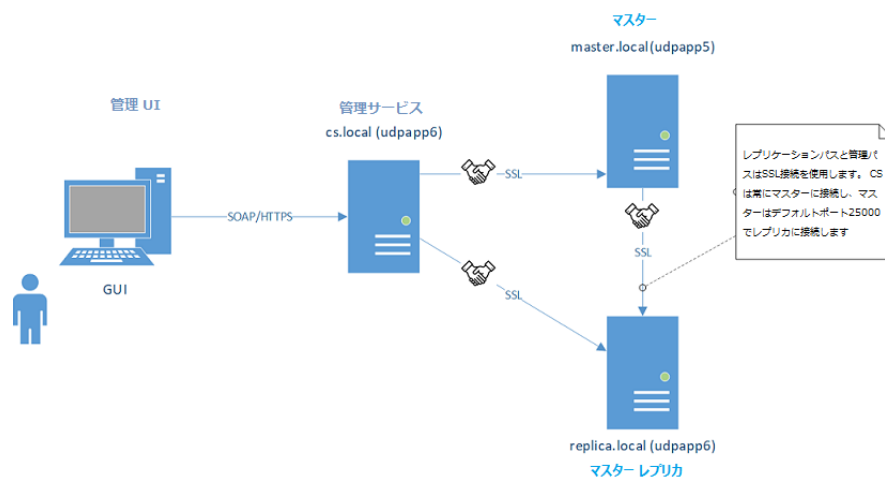 マスター
master.local(udpapp5)
管理 UI
管理サービス
cs.local (udpapp6)
SSL
レプリケーションパスと管理パ
スはSSL接続を使用します。 CS
は常にマスターに接続し、マス
ターはデフォルトポート25000
でレプリカに接続します
SOAP/HTTPS
SSL
GUI
SSL
replica.local (udpapp6)
マスター レプリカ